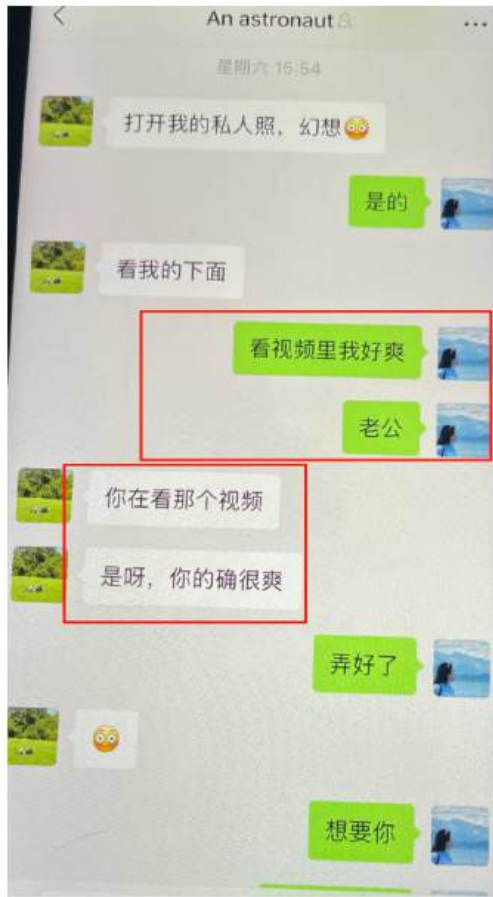 An astronaut
星期六 15:54
打开我的私人照，幻想😳
是的
看我的下面
看视频里我好爽
老公
你在看那个视频
是呀，你的确很爽
弄好了
😳
想要你